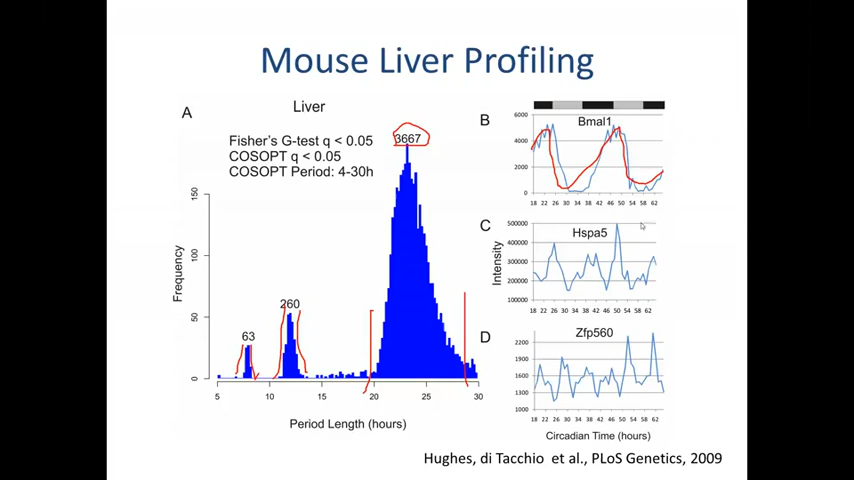 Mouse Liver Profiling
A
Liver
Fisher's G-test q < 0.05
COSOPT q < 0.05
COSOPT Period: 4-30h
3667
260
63
Frequency
150
100
50
0
5 10 15 20 25 30
Period Length (hours)
B
Bmal1
6000
4000
2000
0
18 22 26 30 34 38 42 46 50 54 58 62
C
Hspa5
Intensity
500000
400000
300000
200000
100000
18 22 26 30 34 38 42 46 50 54 58 62
D
Zfp560
2200
1900
1600
1300
1000
18 22 26 30 34 38 42 46 50 54 58 62
Circadian Time (hours)
Hughes, di Tacchio et al., PLoS Genetics, 2009